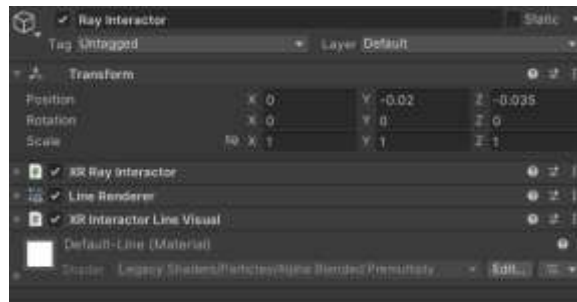 Ray Interactor Static
Tag Untagged Layer Default
Transform
Position X 0 Y -0.02 Z -0.035
Rotation X 0 Y 0 Z 0
Scale X 1 Y 1 Z 1
XR Ray Interactor
Line Renderer
XR Interactor Line Visual
Default-Line (Material)
Shader Legacy Shaders/Particles/Alpha Blended Premultiply Edit...